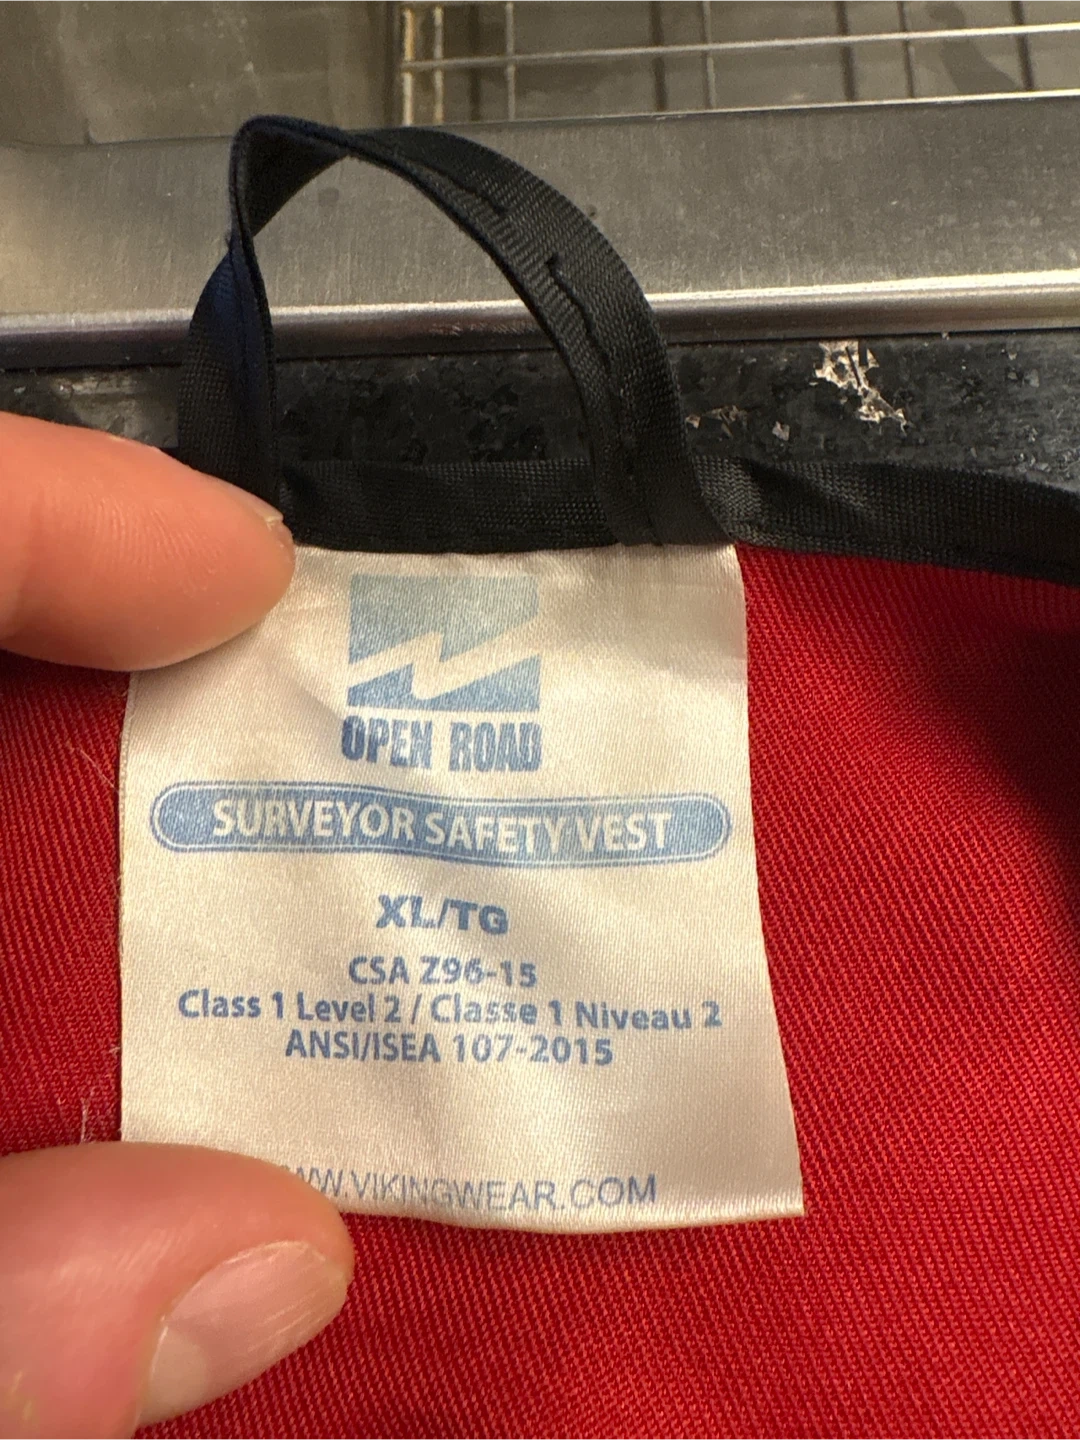 OPEN ROAD
SURVEYOR SAFETY VEST
XL/TG
CSA Z96-15
Class 1 Level 2 / Classe 1 Niveau 2
ANSI/ISEA 107-2015
WW.VIKINGWEAR.COM